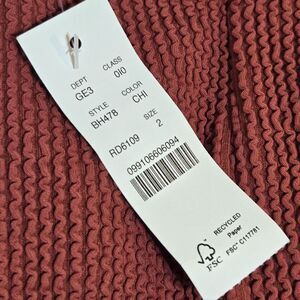 DEPT CLASS
GE3 010
STYLE COLOR
BH478 CHI
SIZE
RD6109 2
099106606094
RECYCLED
Paper
FSC® C117781
FSC